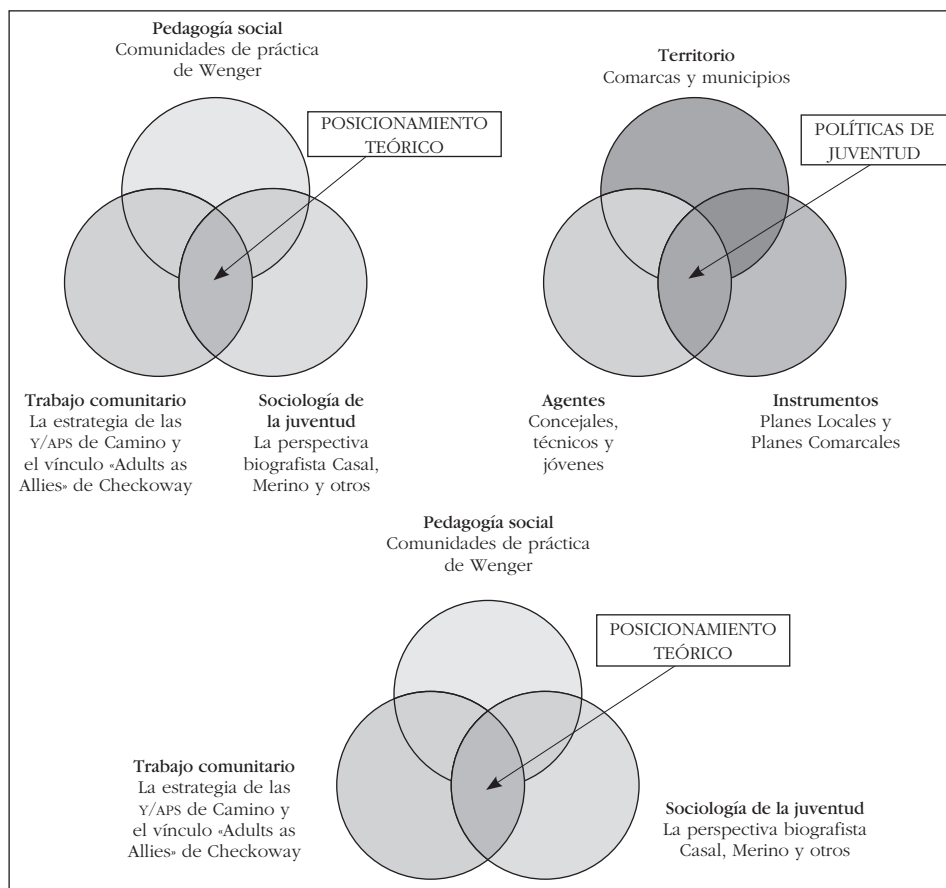 Pedagogía social
Comunidades de práctica
de Wenger
POSICIONAMIENTO
TEÓRICO
Trabajo comunitario
La estrategia de las
Y/APS de Camino y
el vínculo «Adults as
Allies» de Checkoway
Sociología de
la juventud
La perspectiva
biografista Casal,
Merino y otros
Territorio
Comarcas y municipios
POLÍTICAS DE
JUVENTUD
Agentes
Concejales,
técnicos y
jóvenes
Instrumentos
Planes Locales y
Planes Comarcales
Pedagogía social
Comunidades de práctica
de Wenger
POSICIONAMIENTO
TEÓRICO
Trabajo comunitario
La estrategia de las
Y/APS de Camino y
el vínculo «Adults as
Allies» de Checkoway
Sociología de la juventud
La perspectiva biografista
Casal, Merino y otros